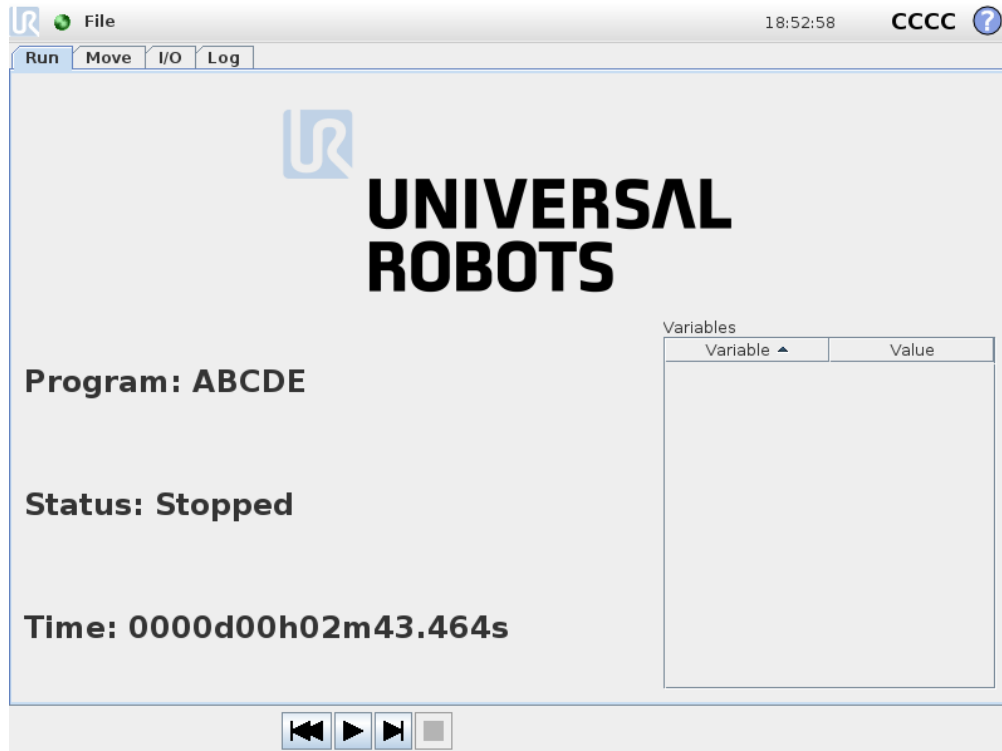 File 18:52:58 CCCC ?
Run Move I/O Log
UR
UNIVERSAL
ROBOTS
Variables
Variable Value
Program: ABCDE
Status: Stopped
Time: 0000d00h02m43.464s